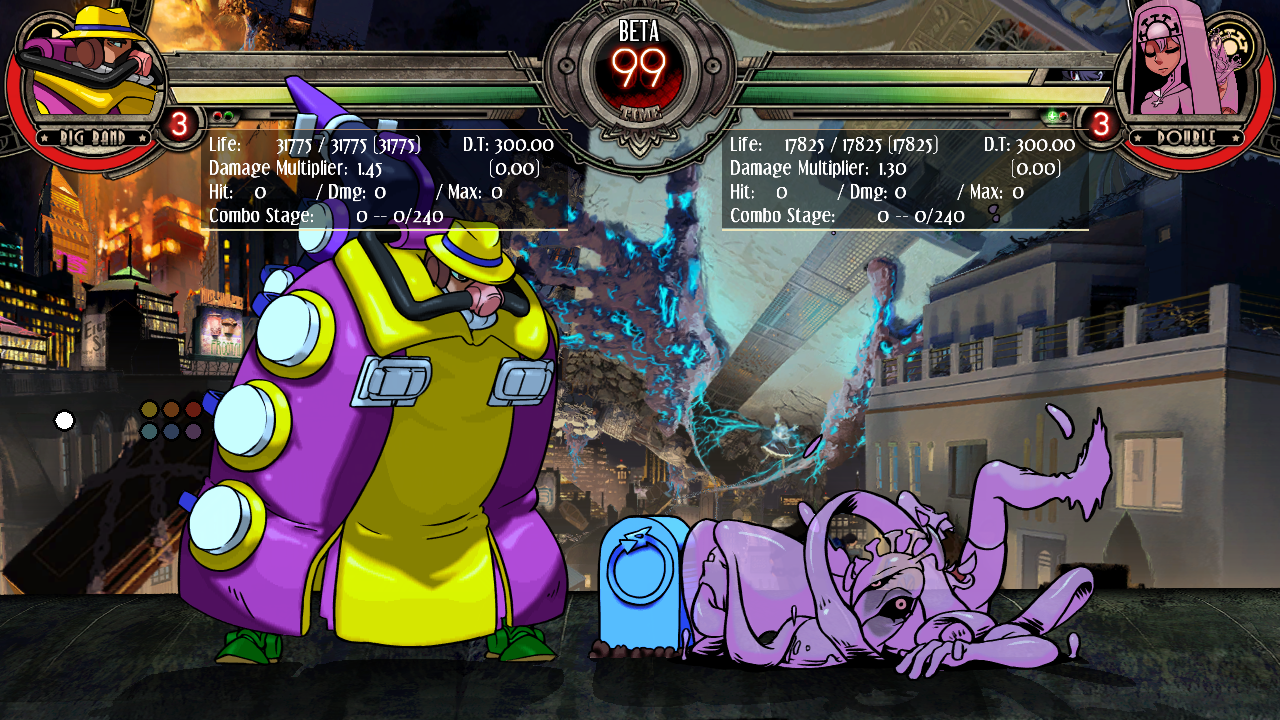 BETA
99
TIME
BIG BAND
3
3
DOUBLE
Life: 31775 / 31775 (31775) D.T: 300.00
Damage Multiplier: 1.45 (0.00)
Hit: 0 / Dmg: 0 / Max: 0
Combo Stage: 0 -- 0/240
Life: 17825 / 17825 (17825) D.T: 300.00
Damage Multiplier: 1.30 (0.00)
Hit: 0 / Dmg: 0 / Max: 0
Combo Stage: 0 -- 0/240